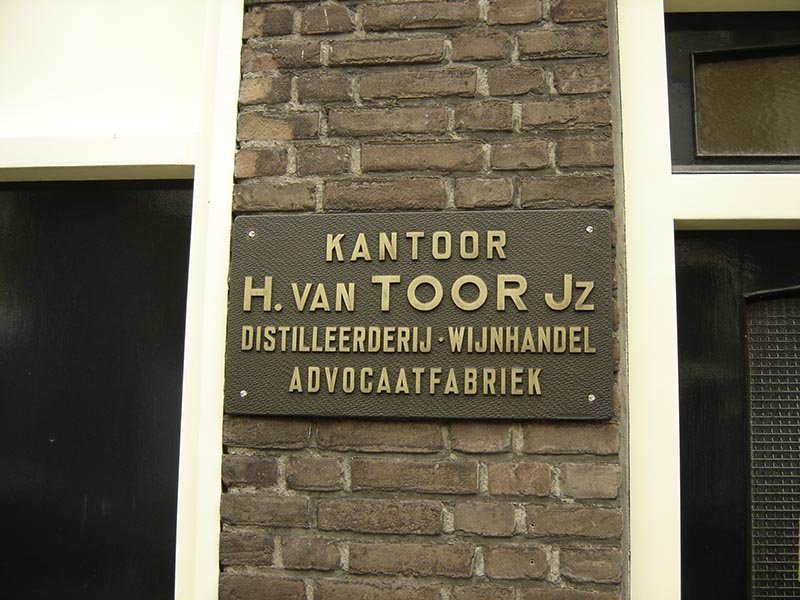 KANTOOR
H. VAN TOOR JZ
DISTILLEERDERIJ · WIJNHANDEL
ADVOCAATFABRIEK